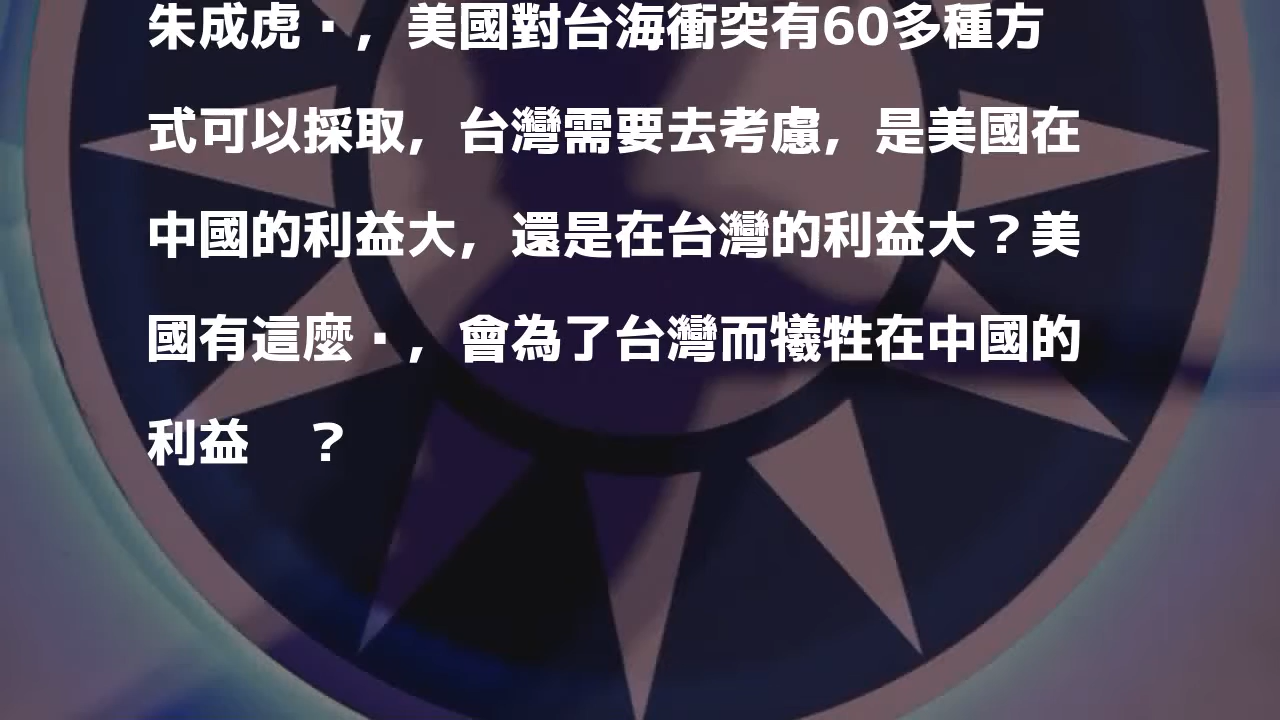 朱成虎·，美國對台海衝突有60多種方
式可以採取，台灣需要去考慮，是美國在
中國的利益大，還是在台灣的利益大？美
國有這麼·，會為了台灣而犧牲在中國的
利益　？